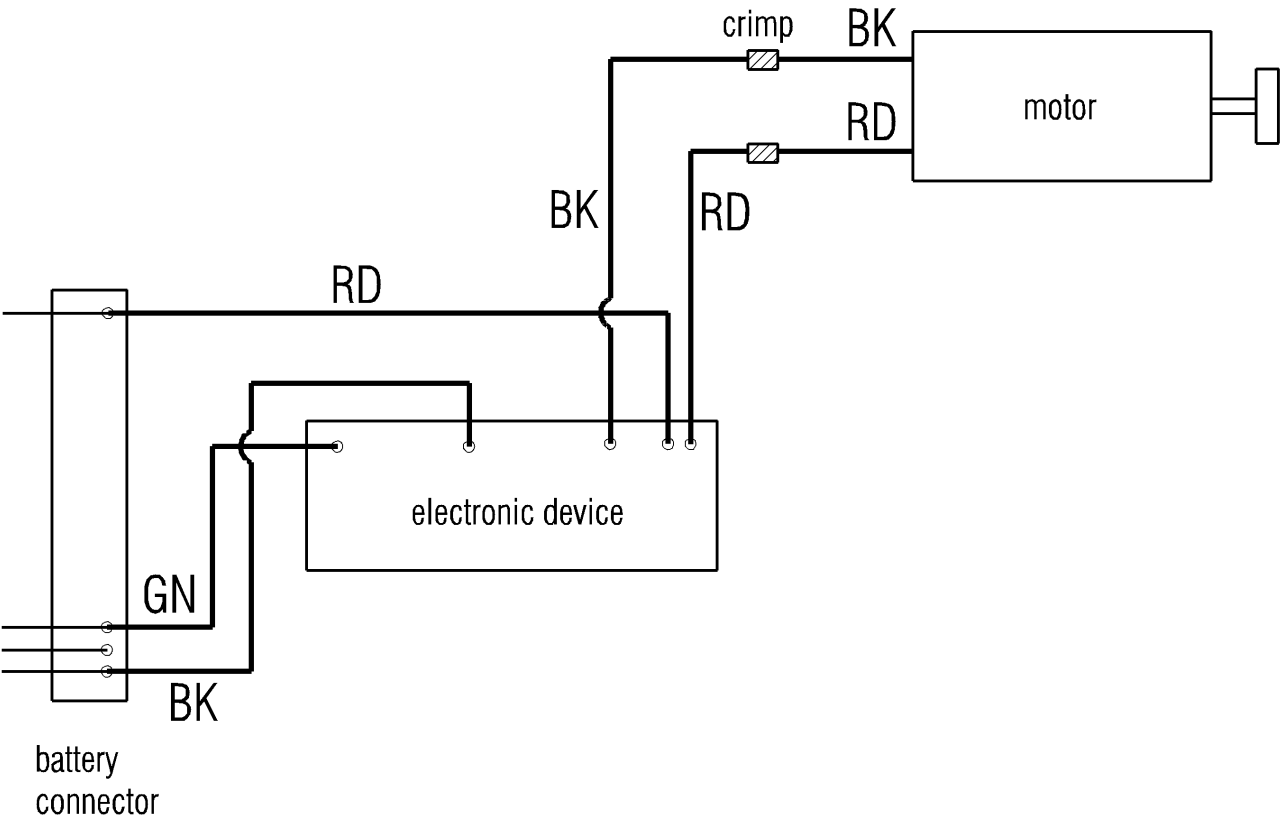 crimp
BK
motor
RD
BK
RD
RD
electronic device
GN
BK
battery
connector